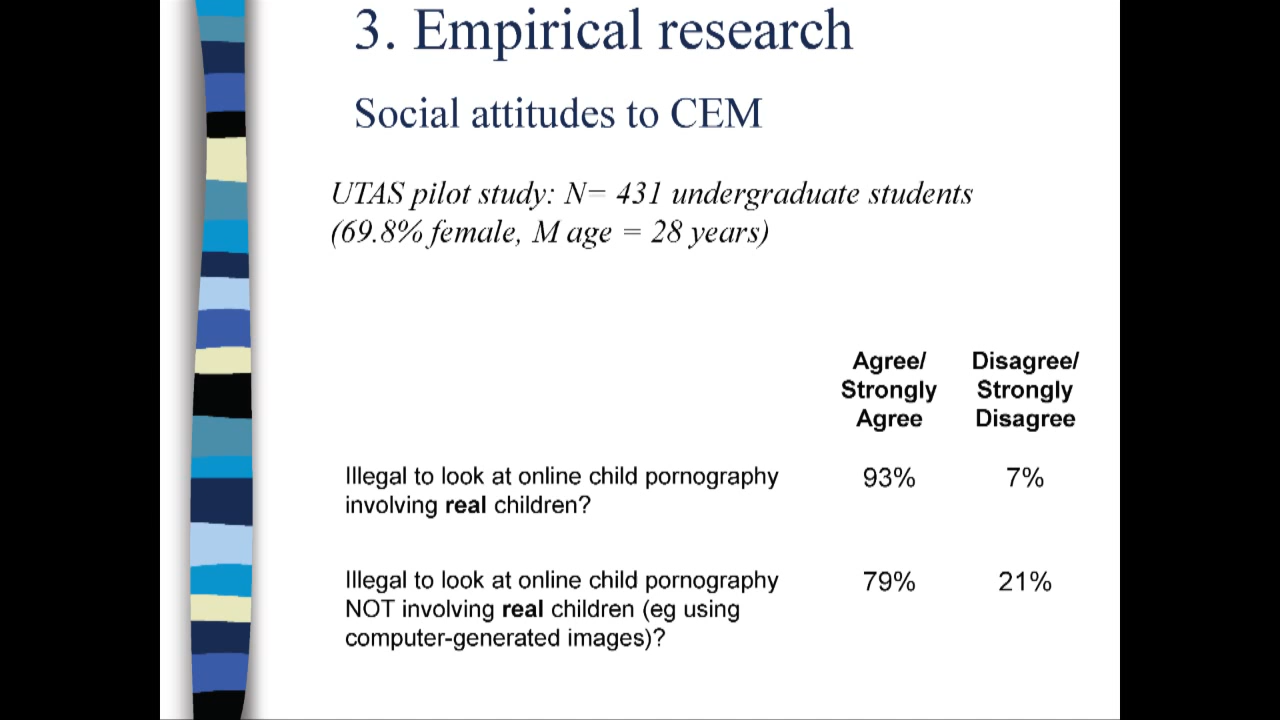 3. Empirical research
Social attitudes to CEM
UTAS pilot study: N= 431 undergraduate students
(69.8% female, M age = 28 years)
Agree/ Disagree/
Strongly Strongly
Agree Disagree
Illegal to look at online child pornography 93% 7%
involving real children?
Illegal to look at online child pornography 79% 21%
NOT involving real children (eg using
computer-generated images)?